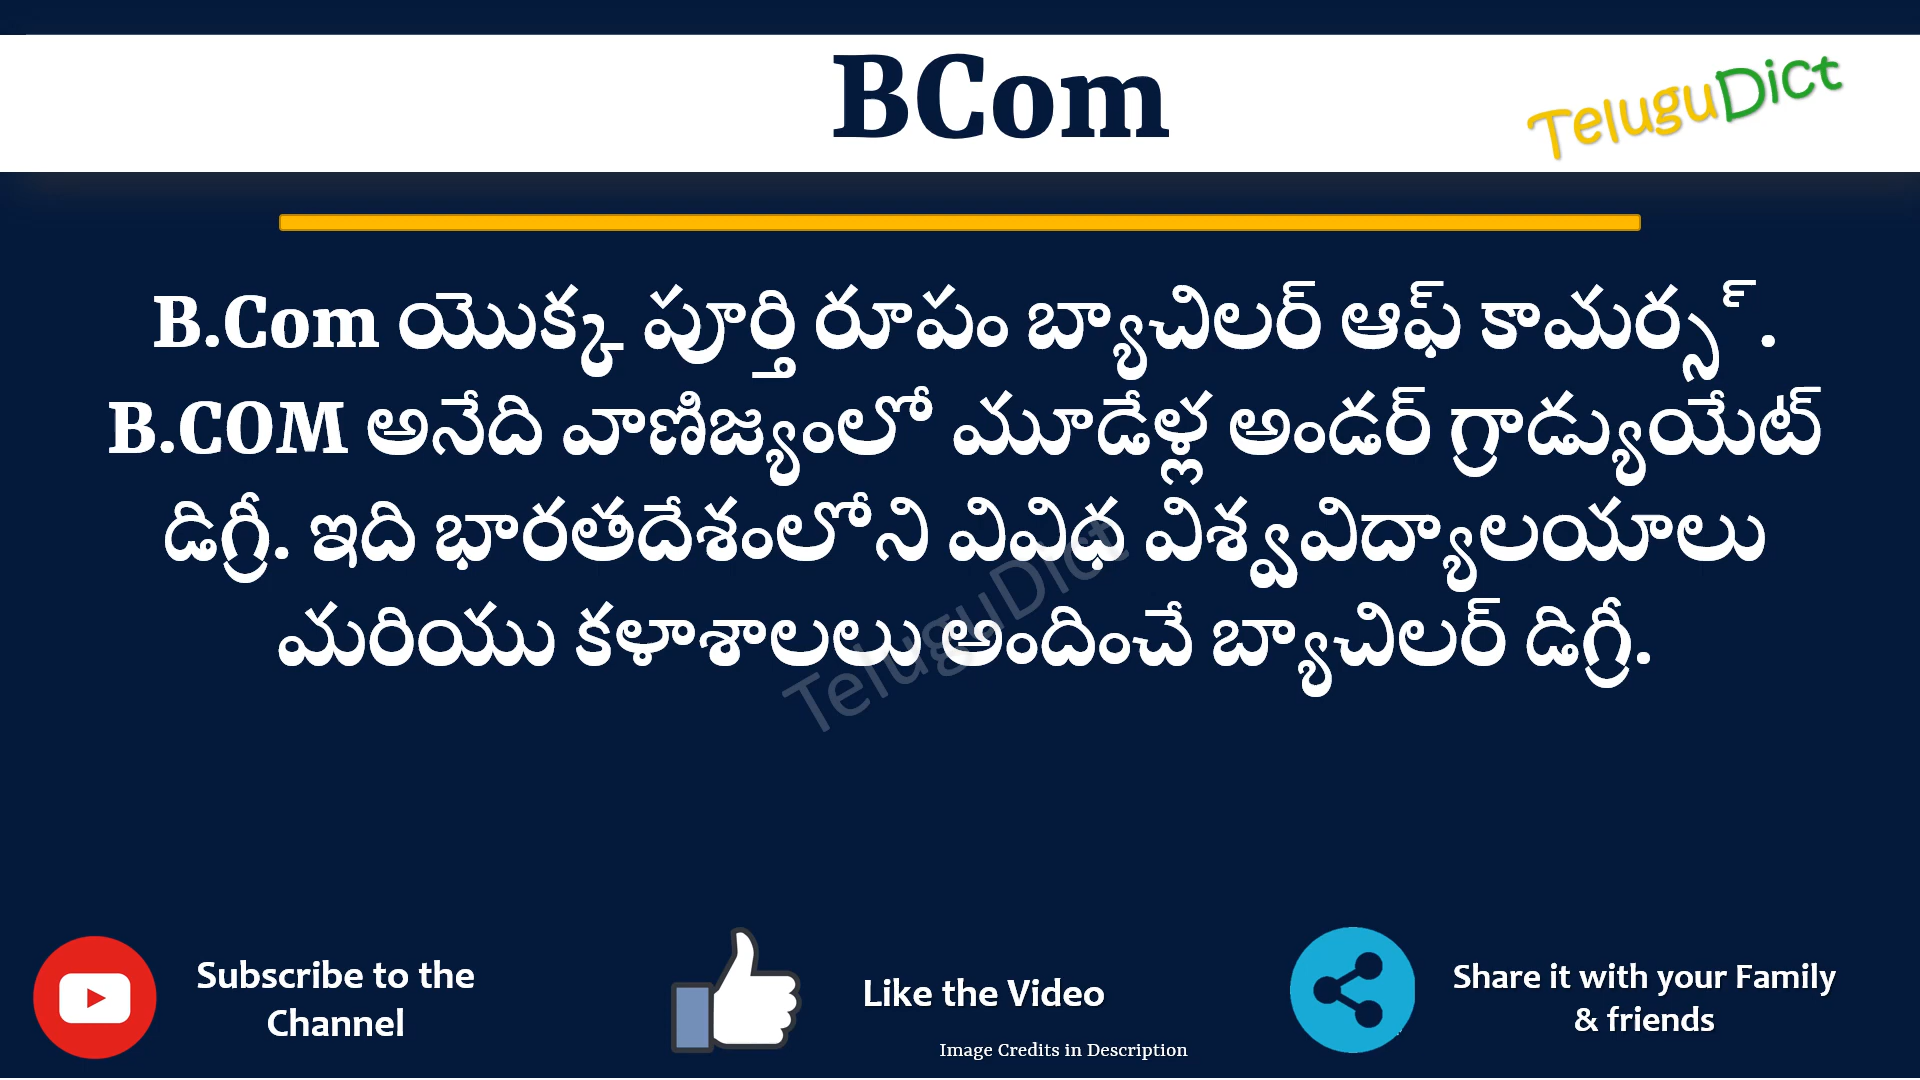 BCom
TeluguDict
B.Com యొక్క పూర్తి రూపం బ్యాచిలర్ ఆఫ్ కామర్స్.
B.COM అనేది వాణిజ్యంలో మూడేళ్ల అండర్ గ్రాడ్యుయేట్
డిగ్రీ. ఇది భారతదేశంలోని వివిధ విశ్వవిద్యాలయాలు
మరియు కళాశాలలు అందించే బ్యాచిలర్ డిగ్రీ.
TeluguDict
Subscribe to the
Channel
Like the Video
Share it with your Family
& friends
Image Credits in Description